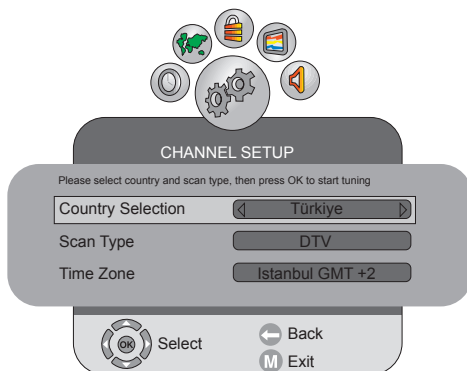 CHANNEL SETUP
Please select country and scan type, then press OK to start tuning
Country Selection Türkiye
Scan Type DTV
Time Zone Istanbul GMT +2
OK Select
Back
M Exit